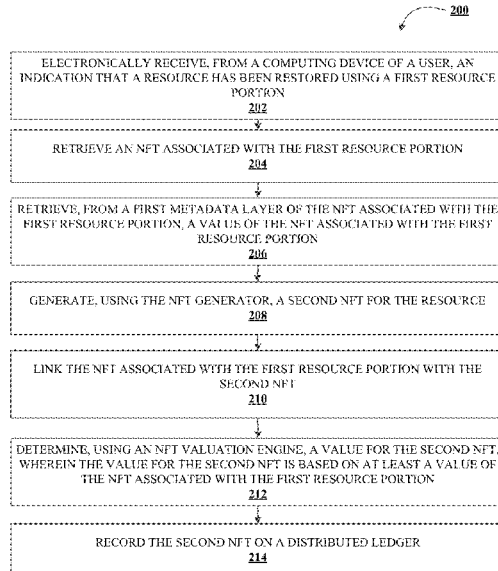 200
ELECTRONICALLY RECEIVE, FROM A COMPUTING DEVICE OF A USER, AN
INDICATION THAT A RESOURCE HAS BEEN RESTORED USING A FIRST RESOURCE
PORTION
202
RETRIEVE AN NFT ASSOCIATED WITH THE FIRST RESOURCE PORTION
204
RETRIEVE, FROM A FIRST METADATA LAYER OF THE NFT ASSOCIATED WITH THE
FIRST RESOURCE PORTION, A VALUE OF THE NFT ASSOCIATED WITH THE FIRST
RESOURCE PORTION
206
GENERATE, USING THE NFT GENERATOR, A SECOND NFT FOR THE RESOURCE
208
LINK THE NFT ASSOCIATED WITH THE FIRST RESOURCE PORTION WITH THE
SECOND NFT
210
DETERMINE, USING AN NFT VALUATION ENGINE, A VALUE FOR THE SECOND NFT,
WHEREIN THE VALUE FOR THE SECOND NFT IS BASED ON AT LEAST A VALUE OF
THE NFT ASSOCIATED WITH THE FIRST RESOURCE PORTION
212
RECORD THE SECOND NFT ON A DISTRIBUTED LEDGER
214